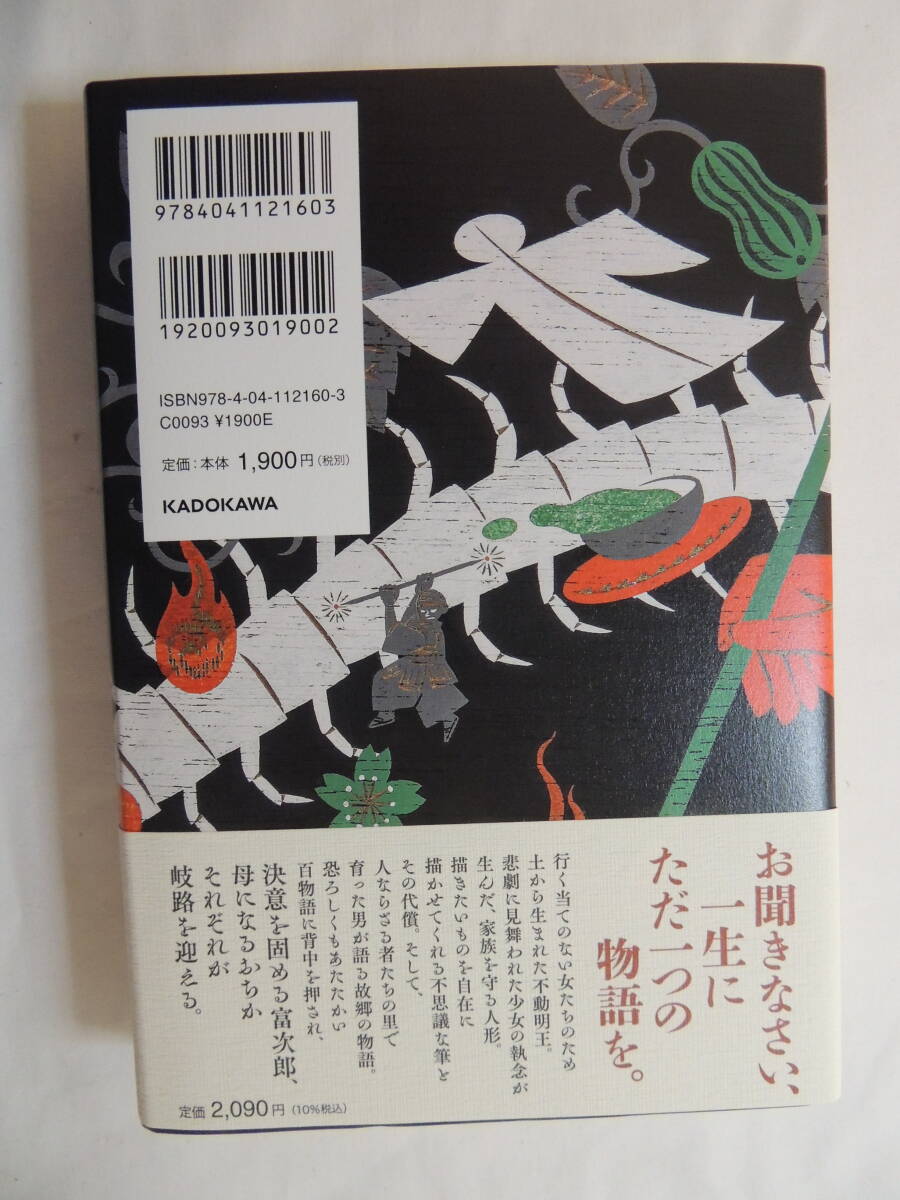 9784041121603
1920093019002
ISBN978-4-04-112160-3
C0093 ¥1900E
定価：本体 1,900円（税別）
KADOKAWA
お聞きなさい、
一生に
ただ一つの
物語を。
行く当てのない女たちのため
土から生まれた不動明王。
悲劇に見舞われた少女の執念が
生んだ、家族を守る人形。
描きたいものを自在に
描かせてくれる不思議な筆と
その代償。そして、
人ならざる者たちの里で
育った男が語る故郷の物語。
恐ろしくもあたたかい
百物語に背中を押され、
決意を固める富次郎、
母になるおちか
それぞれが
岐路を迎える。
定価 2,090円（10%税込）